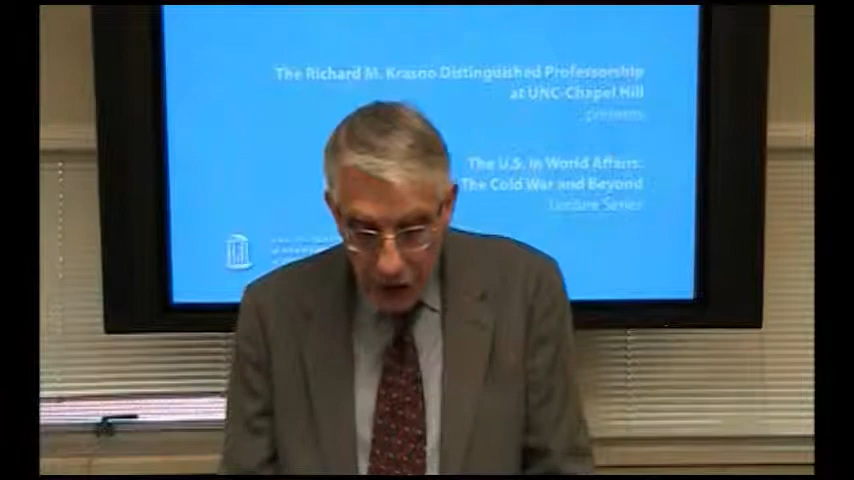 The Richard M. Krasno Distinguished Professorship
at UNC-Chapel Hill
presents
The U.S. in World Affairs:
The Cold War and Beyond
Lecture Series